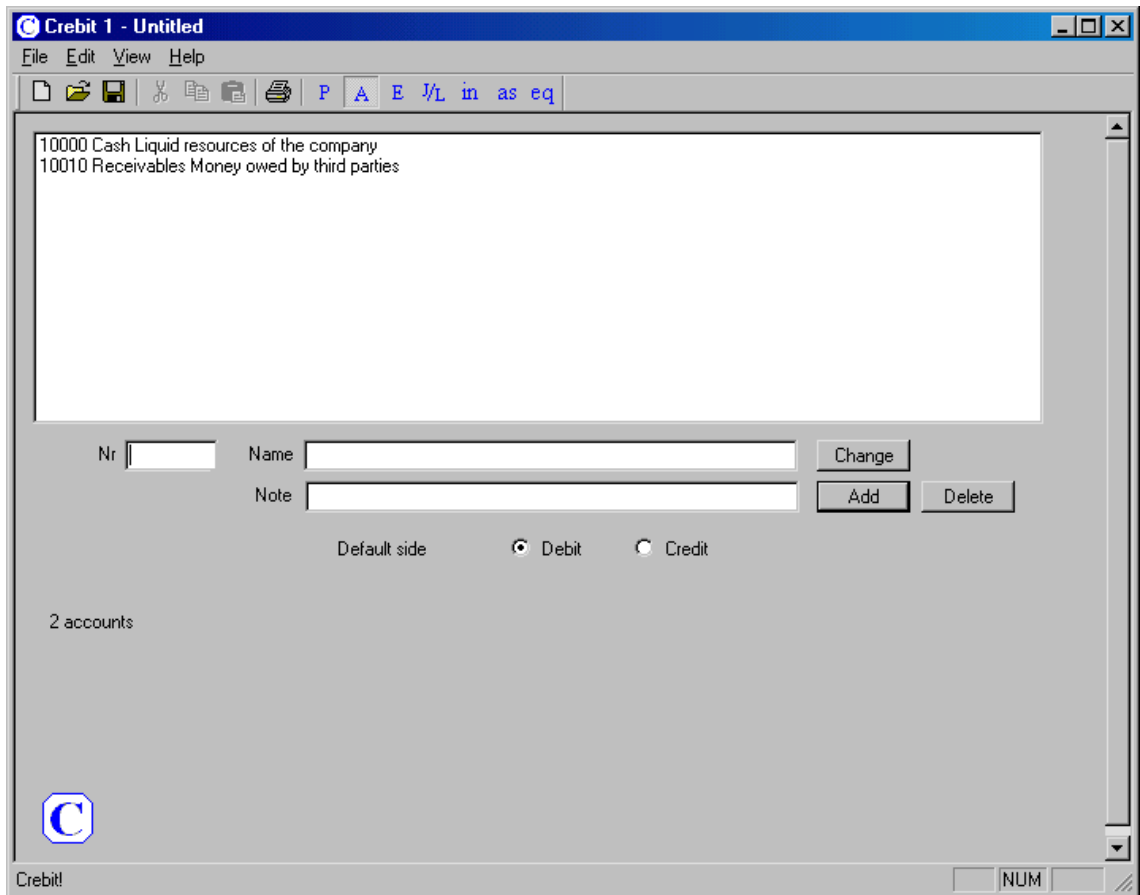 Crebit 1 - Untitled
File Edit View Help
P A E J/L in as eq
10000 Cash Liquid resources of the company
10010 Receivables Money owed by third parties
Nr Name Change
Note Add Delete
Default side Debit Credit
2 accounts
C
Crebit! NUM